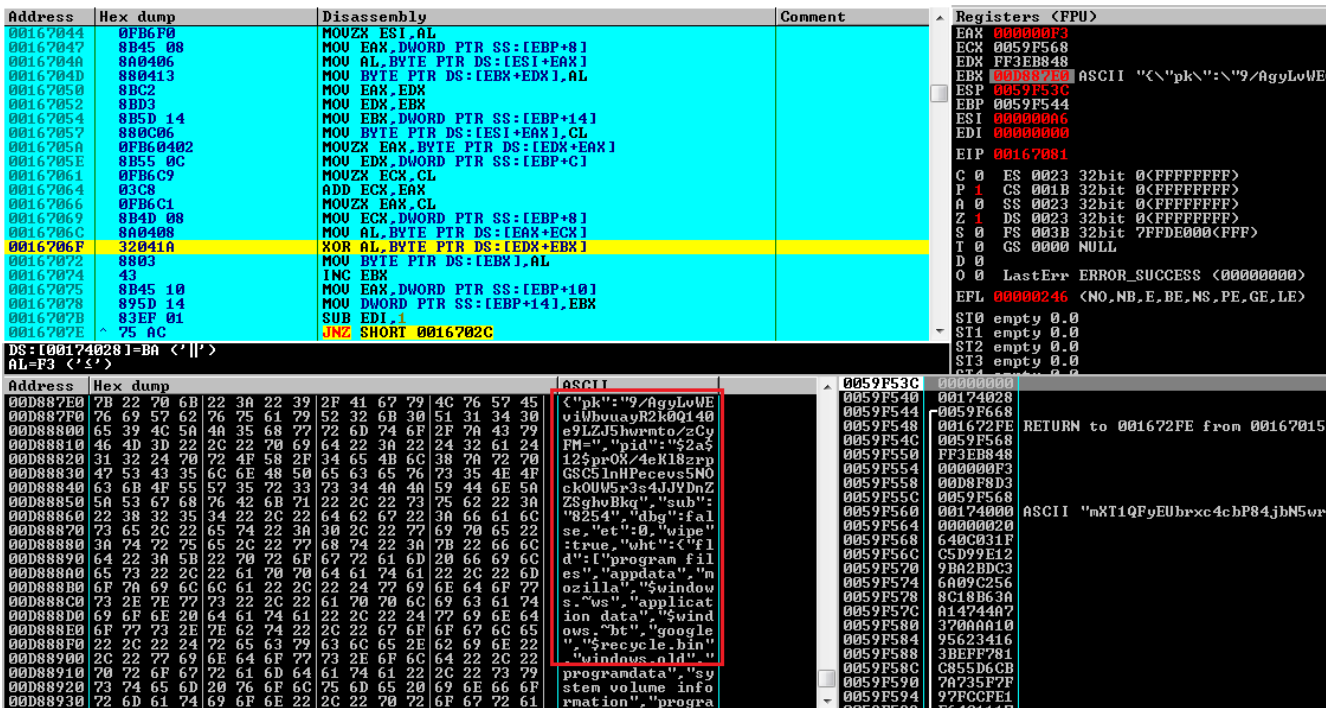 Address Hex dump Disassembly Comment
00167044 0FB6F0 MOVZX ESI,AL
00167047 8B45 08 MOV EAX,DWORD PTR SS:[EBP+8]
0016704A 8A0406 MOV AL,BYTE PTR DS:[ESI+EAX]
0016704D 880413 MOV BYTE PTR DS:[EBX+EDX],AL
00167050 8BC2 MOV EAX,EDX
00167052 8BD3 MOV EDX,EBX
00167054 8B5D 14 MOV EBX,DWORD PTR SS:[EBP+14]
00167057 880C06 MOV BYTE PTR DS:[ESI+EAX],CL
0016705A 0FB60402 MOVZX EAX,BYTE PTR DS:[EDX+EAX]
0016705E 8B55 0C MOV EDX,DWORD PTR SS:[EBP+C]
00167061 0FB6C9 MOVZX ECX,CL
00167064 03C8 ADD ECX,EAX
00167066 0FB6C1 MOVZX EAX,CL
00167069 8B4D 08 MOV ECX,DWORD PTR SS:[EBP+8]
0016706C 8A0408 MOV AL,BYTE PTR DS:[EAX+ECX]
0016706F 32041A XOR AL,BYTE PTR DS:[EDX+EBX]
00167072 8803 MOV BYTE PTR DS:[EBX],AL
00167074 43 INC EBX
00167075 8B45 10 MOV EAX,DWORD PTR SS:[EBP+10]
00167078 895D 14 MOV DWORD PTR SS:[EBP+14],EBX
0016707B 83EF 01 SUB EDI,1
0016707E ^ 75 AC JNZ SHORT 0016702C
DS:[00174028]=BA ('║')
AL=F3 ('≤')
Registers (FPU)
EAX 000000F3
ECX 0059F568
EDX FF3EB848
EBX 00D887E0 ASCII "{\"pk\":\"9/AgyLvWE
ESP 0059F53C
EBP 0059F544
ESI 000000A6
EDI 00000000
EIP 00167081
C 0 ES 0023 32bit 0(FFFFFFFF)
P 1 CS 001B 32bit 0(FFFFFFFF)
A 0 SS 0023 32bit 0(FFFFFFFF)
Z 1 DS 0023 32bit 0(FFFFFFFF)
S 0 FS 003B 32bit 7FFDE000(FFF)
T 0 GS 0000 NULL
D 0
O 0 LastErr ERROR_SUCCESS (00000000)
EFL 00000246 (NO,NB,E,BE,NS,PE,GE,LE)
ST0 empty 0.0
ST1 empty 0.0
ST2 empty 0.0
ST3 empty 0.0
Address Hex dump ASCII
00D887E0 7B 22 70 6B 22 3A 22 39 2F 41 67 79 4C 76 57 45 {"pk":"9/AgyLvWE
00D887F0 76 69 57 62 76 75 61 79 52 32 6B 30 51 31 34 30 viWbvuayR2k0Q140
00D88800 65 39 4C 5A 4A 35 68 77 72 6D 74 6F 2F 7A 43 79 e9LZJ5hwrmto/zCy
00D88810 46 4D 3D 22 2C 22 70 69 64 22 3A 22 24 32 61 24 FM=","pid":"$2a$
00D88820 31 32 24 70 72 4F 58 2F 34 65 4B 6C 38 7A 72 70 12$prOX/4eKl8zrp
00D88830 47 53 43 35 6C 6E 48 50 65 63 65 76 73 35 4E 4F GSC5lnHPecevs5NO
00D88840 63 6B 4F 55 57 35 72 33 73 34 4A 4A 59 44 6E 5A ckOUW5r3s4JJYDnZ
00D88850 5A 53 67 68 76 42 6B 71 22 2C 22 73 75 62 22 3A ZSghvBkq","sub":
00D88860 22 38 32 35 34 22 2C 22 64 62 67 22 3A 66 61 6C "8254","dbg":fal
00D88870 73 65 2C 22 65 74 22 3A 30 2C 22 77 69 70 65 22 se,"et":0,"wipe"
00D88880 3A 74 72 75 65 2C 22 77 68 74 22 3A 7B 22 66 6C :true,"wht":{"fl
00D88890 64 22 3A 5B 22 70 72 6F 67 72 61 6D 20 66 69 6C d":["program fil
00D888A0 65 73 22 2C 22 61 70 70 64 61 74 61 22 2C 22 6D es","appdata","m
00D888B0 6F 7A 69 6C 6C 61 22 2C 22 24 77 69 6E 64 6F 77 ozilla","$window
00D888C0 73 2E 7E 77 73 22 2C 22 61 70 70 6C 69 63 61 74 s.~ws","applicat
00D888D0 69 6F 6E 20 64 61 74 61 22 2C 22 24 77 69 6E 64 ion data","$wind
00D888E0 6F 77 73 2E 7E 62 74 22 2C 22 67 6F 6F 67 6C 65 ows.~bt","google
00D888F0 22 2C 22 24 72 65 63 79 63 6C 65 2E 62 69 6E 22 ","$recycle.bin"
00D88900 2C 22 77 69 6E 64 6F 77 73 2E 6F 6C 64 22 2C 22 ,"windows.old","
00D88910 70 72 6F 67 72 61 6D 64 61 74 61 22 2C 22 73 79 programdata","sy
00D88920 73 74 65 6D 20 76 6F 6C 75 6D 65 20 69 6E 66 6F stem volume info
00D88930 72 6D 61 74 69 6F 6E 22 2C 22 70 72 6F 67 72 61 rmation","progra
0059F53C 00000000
0059F540 00174028
0059F544 0059F668
0059F548 001672FE RETURN to 001672FE from 00167015
0059F54C 0059F568
0059F550 FF3EB848
0059F554 000000F3
0059F558 00D8F8D3
0059F55C 0059F568
0059F560 00174000 ASCII "mXT1QFyEUbrxc4cbP84jbN5wr
0059F564 00000020
0059F568 640C031F
0059F56C C5D99E12
0059F570 9BA2BDC3
0059F574 6A09C256
0059F578 8C18B63A
0059F57C A14744A7
0059F580 370AAA10
0059F584 95623416
0059F588 3BEFF781
0059F58C C855D6CB
0059F590 7A735F7F
0059F594 97FCCFE1